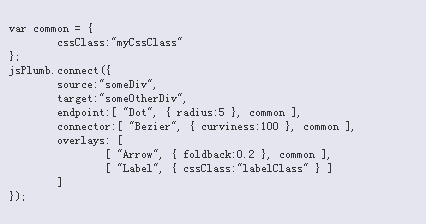 var common = {
cssClass:"myCssClass"
};
jsPlumb.connect({
source:"someDiv",
target:"someOtherDiv",
endpoint:[ "Dot", { radius:5 }, common ],
connector:[ "Bezier", { curviness:100 }, common ],
overlays: [
[ "Arrow", { foldback:0.2 }, common ],
[ "Label", { cssClass:"labelClass" } ]
]
});